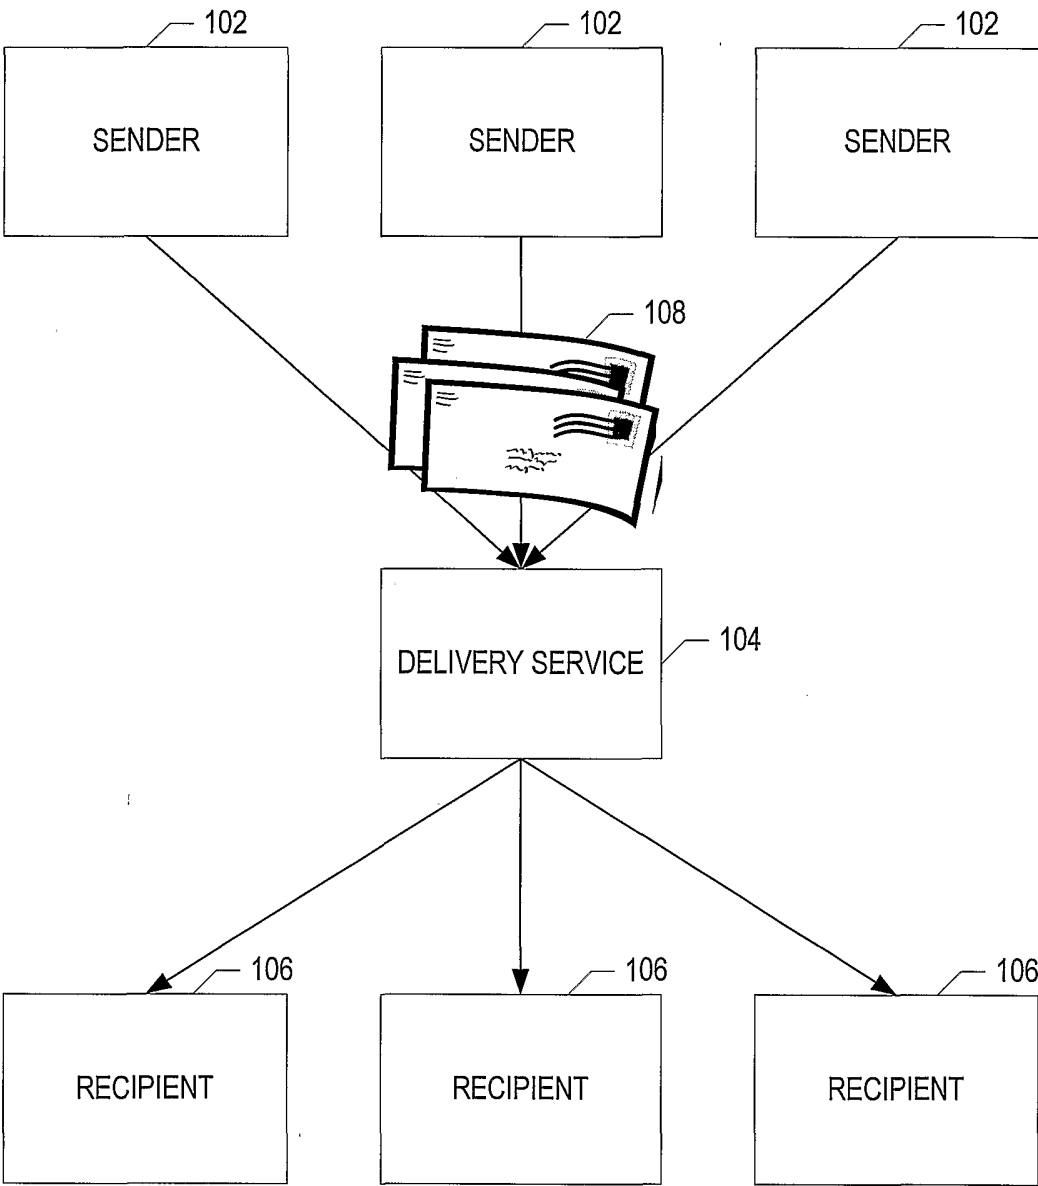 102 102 102
SENDER SENDER SENDER
108
104
DELIVERY SERVICE
106 106 106
RECIPIENT RECIPIENT RECIPIENT